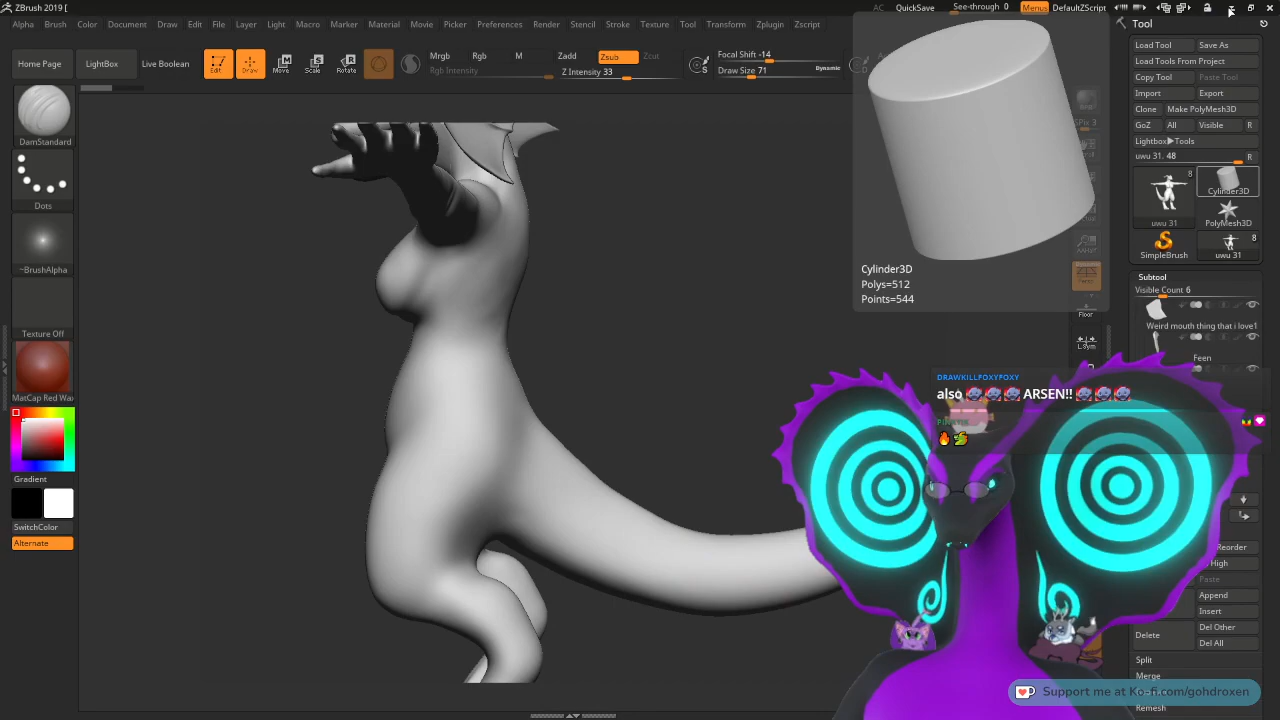 ZBrush 2019 [
AC
QuickSave
See-through 0
Menus
DefaultZScript
Alpha
Brush
Color
Document
Draw
Edit
File
Layer
Light
Macro
Marker
Material
Movie
Picker
Preferences
Render
Stencil
Stroke
Texture
Tool
Transform
Zplugin
Zscript
Home Page
LightBox
Live Boolean
Edit
Draw
Move
Scale
Rotate
Mrgb
Rgb
M
Rgb Intensity
Zadd
Zsub
Zcut
Z Intensity 33
Focal Shift -14
Draw Size 71
Dynamic
S
DamStandard
Dots
~BrushAlpha
Texture Off
MatCap Red Wax
Gradient
SwitchColor
Alternate
Cylinder3D
Polys=512
Points=544
Floor
L.Sym
Tool
Load Tool
Save As
Load Tools From Project
Copy Tool
Paste Tool
Import
Export
Clone
Make PolyMesh3D
GoZ
All
Visible
R
Lightbox▶Tools
uwu 31. 48
R
8
uwu 31
Cylinder3D
PolyMesh3D
SimpleBrush
8
uwu 31
Subtool
Visible Count 6
Weird mouth thing that i love1
Feen
DRAWKILLFOXYFOXY
also ARSEN!!
Reorder
High
Paste
Append
Insert
Delete
Del Other
Del All
Split
Merge
Remesh
Support me at Ko-fi.com/gohdroxen